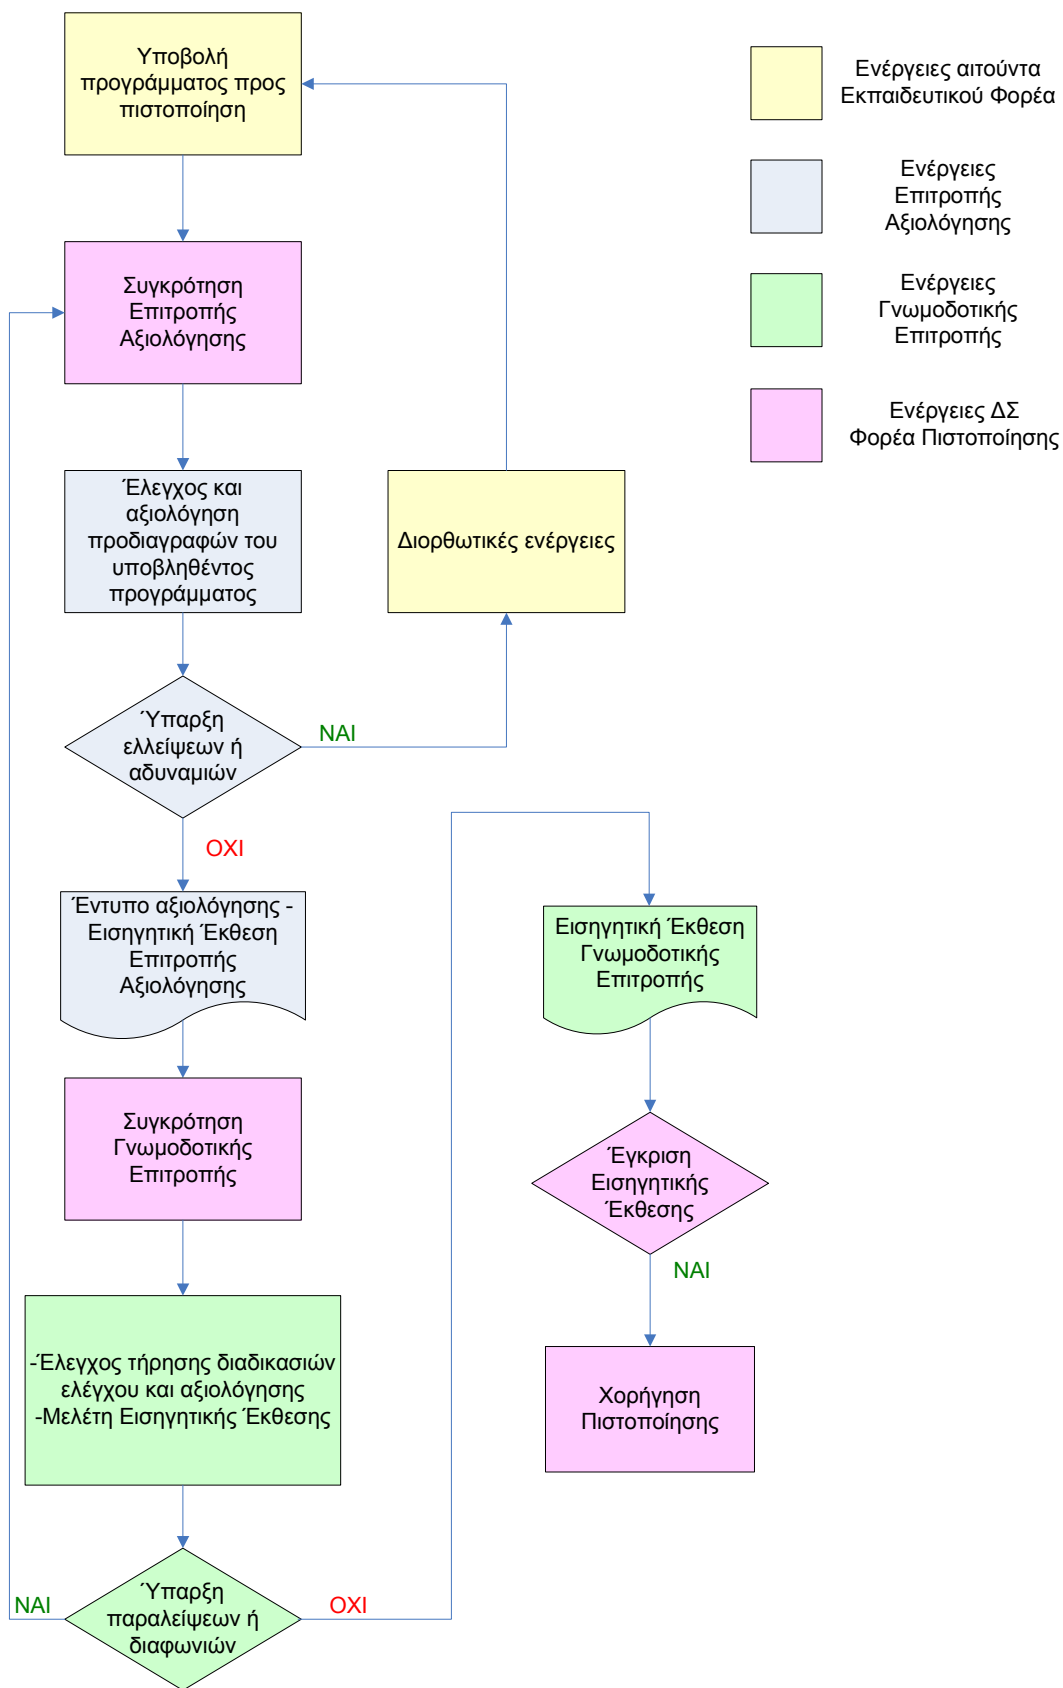 Υποβολή
προγράμματος προς
πιστοποίηση
Συγκρότηση
Επιτροπής
Αξιολόγησης
Έλεγχος και
αξιολόγηση
προδιαγραφών του
υποβληθέντος
προγράμματος
Διορθωτικές ενέργειες
Ύπαρξη
ελλείψεων ή
αδυναμιών
ΝΑΙ
ΟΧΙ
Έντυπο αξιολόγησης -
Εισηγητική Έκθεση
Επιτροπής
Αξιολόγησης
Συγκρότηση
Γνωμοδοτικής
Επιτροπής
-Έλεγχος τήρησης διαδικασιών
ελέγχου και αξιολόγησης
-Μελέτη Εισηγητικής Έκθεσης
Ύπαρξη
παραλείψεων ή
διαφωνιών
ΝΑΙ
ΟΧΙ
Εισηγητική Έκθεση
Γνωμοδοτικής
Επιτροπής
Έγκριση
Εισηγητικής
Έκθεσης
ΝΑΙ
Χορήγηση
Πιστοποίησης
Ενέργειες αιτούντα
Εκπαιδευτικού Φορέα
Ενέργειες
Επιτροπής
Αξιολόγησης
Ενέργειες
Γνωμοδοτικής
Επιτροπής
Ενέργειες ΔΣ
Φορέα Πιστοποίησης